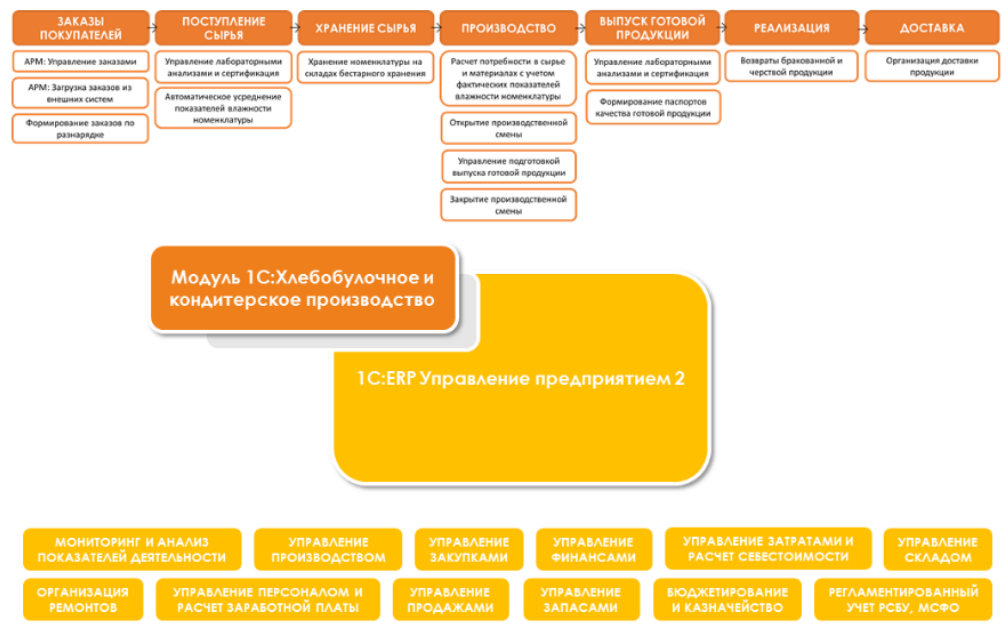 ЗАКАЗЫ
ПОКУПАТЕЛЕЙ
ПОСТУПЛЕНИЕ
СЫРЬЯ
ХРАНЕНИЕ СЫРЬЯ
ПРОИЗВОДСТВО
ВЫПУСК ГОТОВОЙ
ПРОДУКЦИИ
РЕАЛИЗАЦИЯ
ДОСТАВКА
АРМ: Управление заказами
АРМ: Загрузка заказов из
внешних систем
Формирование заказов по
разнарядке
Управление лабораторными
анализами и сертификация
Автоматическое усреднение
показателей влажности
номенклатуры
Хранение номенклатуры на
складах бестарного хранения
Расчет потребности в сырье
и материалах с учетом
фактических показателей
влажности номенклатуры
Открытие производственной
смены
Управление подготовкой
выпуска готовой продукции
Закрытие производственной
смены
Управление лабораторными
анализами и сертификация
Формирование паспортов
качества готовой продукции
Возвраты бракованной и
черствой продукции
Организация доставки
продукции
Модуль 1С:Хлебобулочное и
кондитерское производство
1С:ERP Управление предприятием 2
МОНИТОРИНГ И АНАЛИЗ
ПОКАЗАТЕЛЕЙ ДЕЯТЕЛЬНОСТИ
УПРАВЛЕНИЕ
ПРОИЗВОДСТВОМ
УПРАВЛЕНИЕ
ЗАКУПКАМИ
УПРАВЛЕНИЕ
ФИНАНСАМИ
УПРАВЛЕНИЕ ЗАТРАТАМИ И
РАСЧЕТ СЕБЕСТОИМОСТИ
УПРАВЛЕНИЕ
СКЛАДОМ
ОРГАНИЗАЦИЯ
РЕМОНТОВ
УПРАВЛЕНИЕ ПЕРСОНАЛОМ И
РАСЧЕТ ЗАРАБОТНОЙ ПЛАТЫ
УПРАВЛЕНИЕ
ПРОДАЖАМИ
УПРАВЛЕНИЕ
ЗАПАСАМИ
БЮДЖЕТИРОВАНИЕ
И КАЗНАЧЕЙСТВО
РЕГЛАМЕНТИРОВАННЫЙ
УЧЕТ РСБУ, МСФО